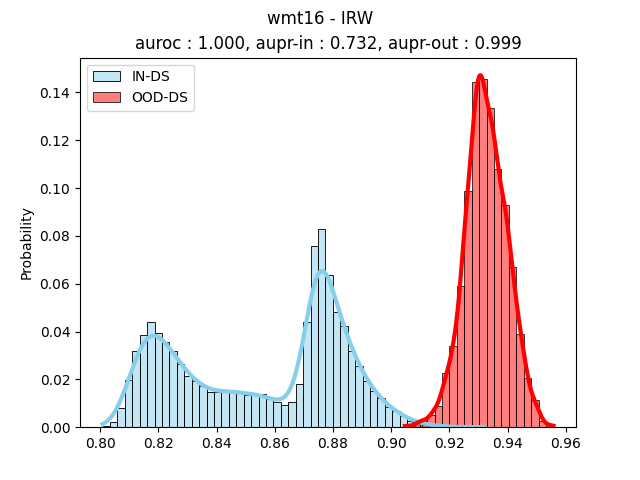 wmt16 - IRW
auroc : 1.000, aupr-in : 0.732, aupr-out : 0.999
IN-DS
OOD-DS
Probability
0.14
0.12
0.10
0.08
0.06
0.04
0.02
0.00
0.80 0.82 0.84 0.86 0.88 0.90 0.92 0.94 0.96